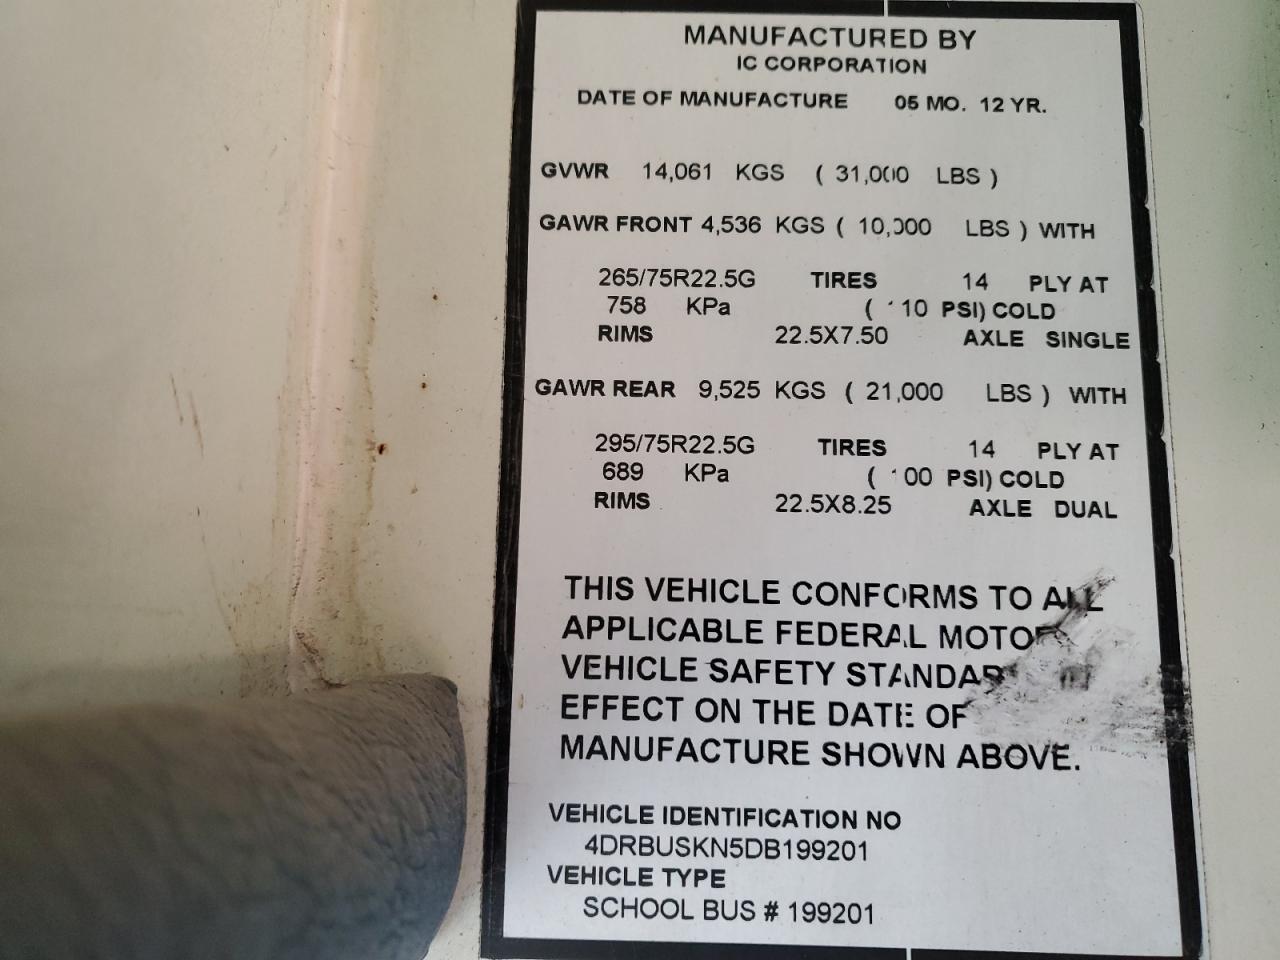 MANUFACTURED BY
IC CORPORATION
DATE OF MANUFACTURE 05 MO. 12 YR.
GVWR 14,061 KGS ( 31,000 LBS )
GAWR FRONT 4,536 KGS ( 10,000 LBS ) WITH
265/75R22.5G TIRES 14 PLY AT
758 KPa ( 110 PSI) COLD
RIMS 22.5X7.50 AXLE SINGLE
GAWR REAR 9,525 KGS ( 21,000 LBS ) WITH
295/75R22.5G TIRES 14 PLY AT
689 KPa ( 100 PSI) COLD
RIMS 22.5X8.25 AXLE DUAL
THIS VEHICLE CONFORMS TO ALL
APPLICABLE FEDERAL MOTOR
VEHICLE SAFETY STANDARDS
EFFECT ON THE DATE OF
MANUFACTURE SHOWN ABOVE.
VEHICLE IDENTIFICATION NO
4DRBUSKN5DB199201
VEHICLE TYPE
SCHOOL BUS # 199201